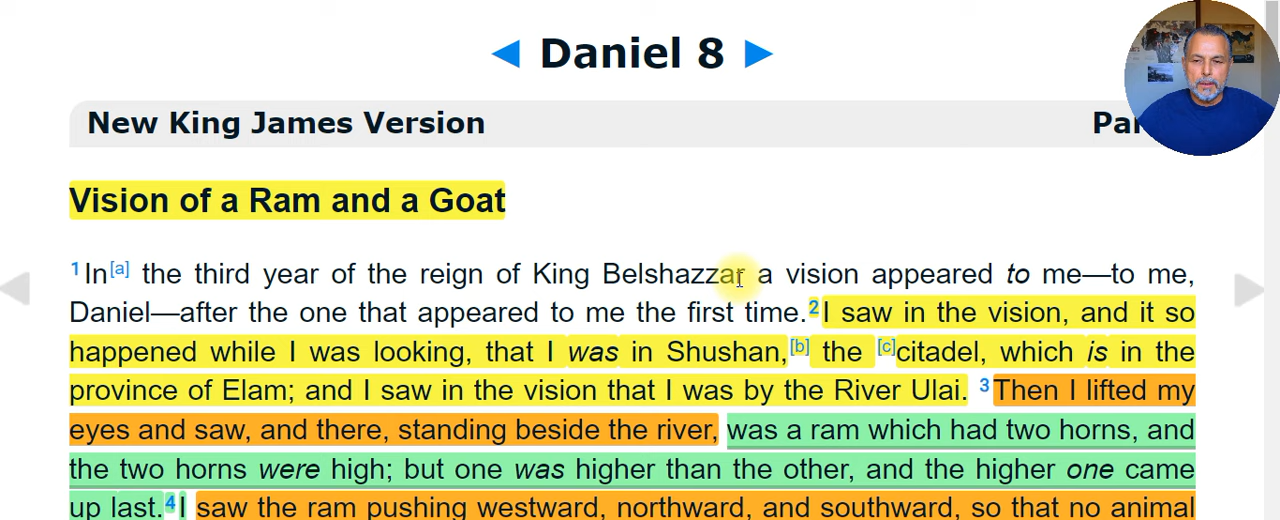 ◄ Daniel 8 ►
New King James Version Par
Vision of a Ram and a Goat
1 In[a] the third year of the reign of King Belshazzar a vision appeared to me—to me,
Daniel—after the one that appeared to me the first time. 2 I saw in the vision, and it so
happened while I was looking, that I was in Shushan,[b] the [c]citadel, which is in the
province of Elam; and I saw in the vision that I was by the River Ulai. 3 Then I lifted my
eyes and saw, and there, standing beside the river, was a ram which had two horns, and
the two horns were high; but one was higher than the other, and the higher one came
up last. 4 I saw the ram pushing westward, northward, and southward, so that no animal